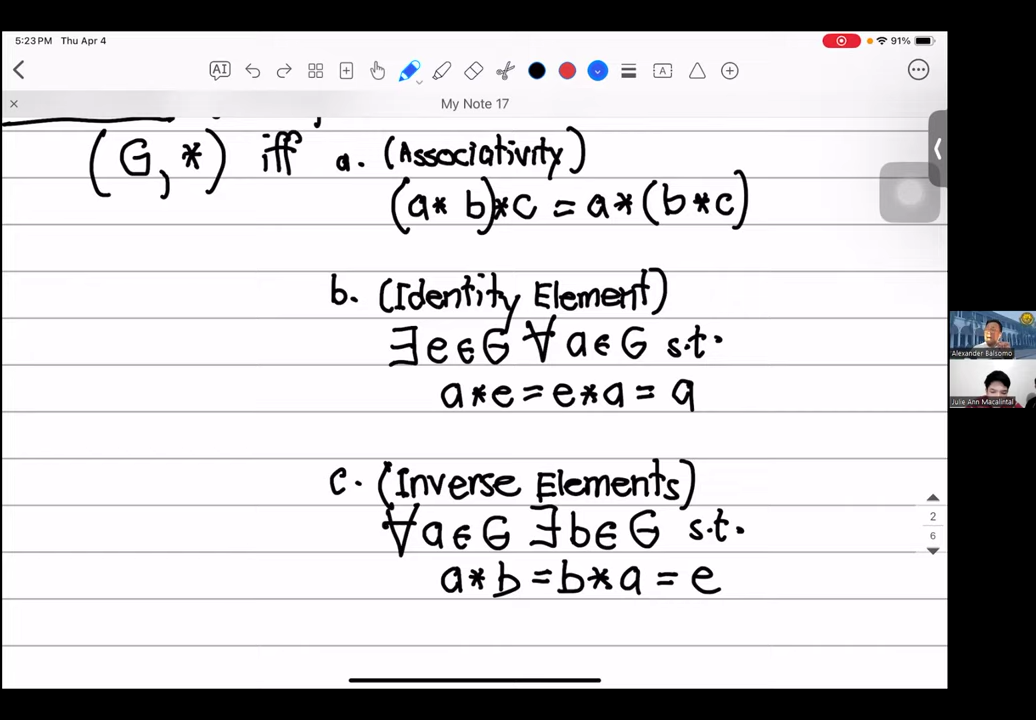 5:23 PM Thu Apr 4
91%
AI
A
My Note 17
(G, *) iff a. (Associativity)
(a * b) * c = a * (b * c)
b. (Identity Element)
∃ e ∈ G ∀ a ∈ G s.t.
a * e = e * a = a
c. (Inverse Elements)
∀ a ∈ G ∃ b ∈ G s.t.
a * b = b * a = e
2
6
Alexander Balsomo
Julie Ann Macalintal